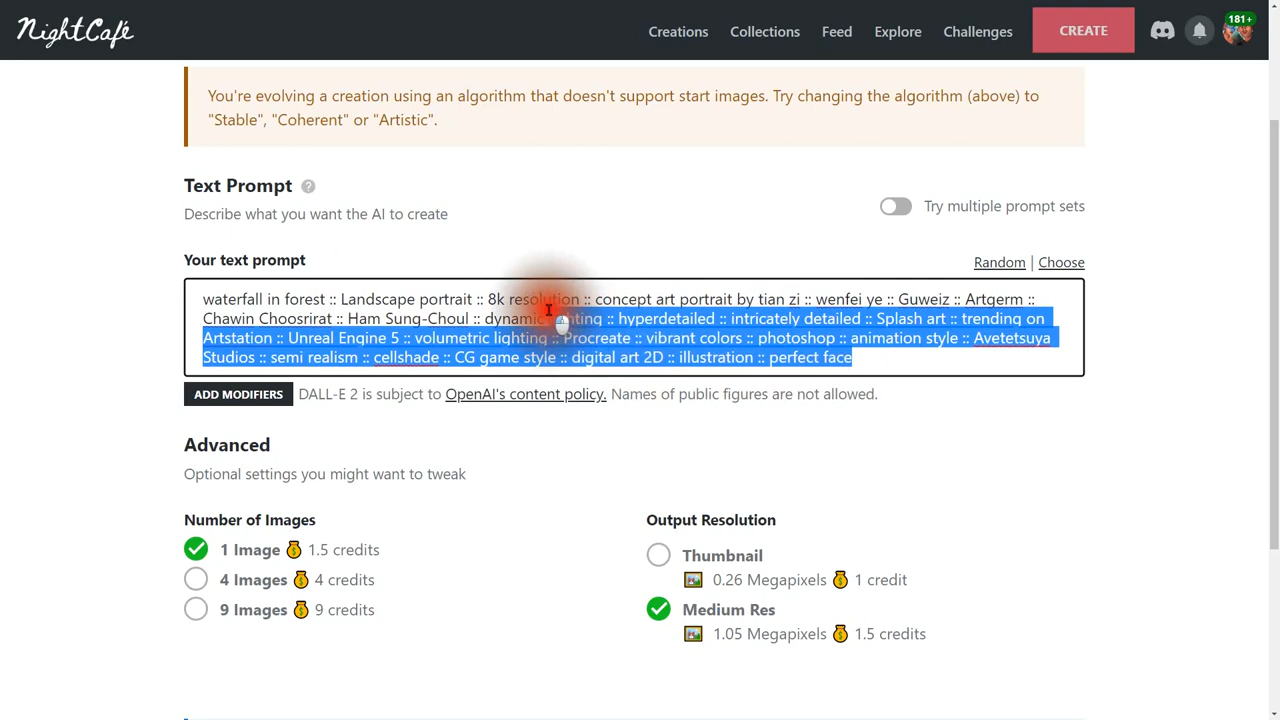 NightCafé
Creations Collections Feed Explore Challenges CREATE 181+
You're evolving a creation using an algorithm that doesn't support start images. Try changing the algorithm (above) to
"Stable", "Coherent" or "Artistic".
Text Prompt ?
Describe what you want the AI to create
Try multiple prompt sets
Your text prompt
Random | Choose
waterfall in forest :: Landscape portrait :: 8k resolution :: concept art portrait by tian zi :: wenfei ye :: Guweiz :: Artgerm ::
Chawin Choosrirat :: Ham Sung-Choul :: dynamic lighting :: hyperdetailed :: intricately detailed :: Splash art :: trending on
Artstation :: Unreal Engine 5 :: volumetric lighting :: Procreate :: vibrant colors :: photoshop :: animation style :: Avetetsuya
Studios :: semi realism :: cellshade :: CG game style :: digital art 2D :: illustration :: perfect face
ADD MODIFIERS DALL-E 2 is subject to OpenAI's content policy. Names of public figures are not allowed.
Advanced
Optional settings you might want to tweak
Number of Images
1 Image 1.5 credits
4 Images 4 credits
9 Images 9 credits
Output Resolution
Thumbnail
0.26 Megapixels 1 credit
Medium Res
1.05 Megapixels 1.5 credits